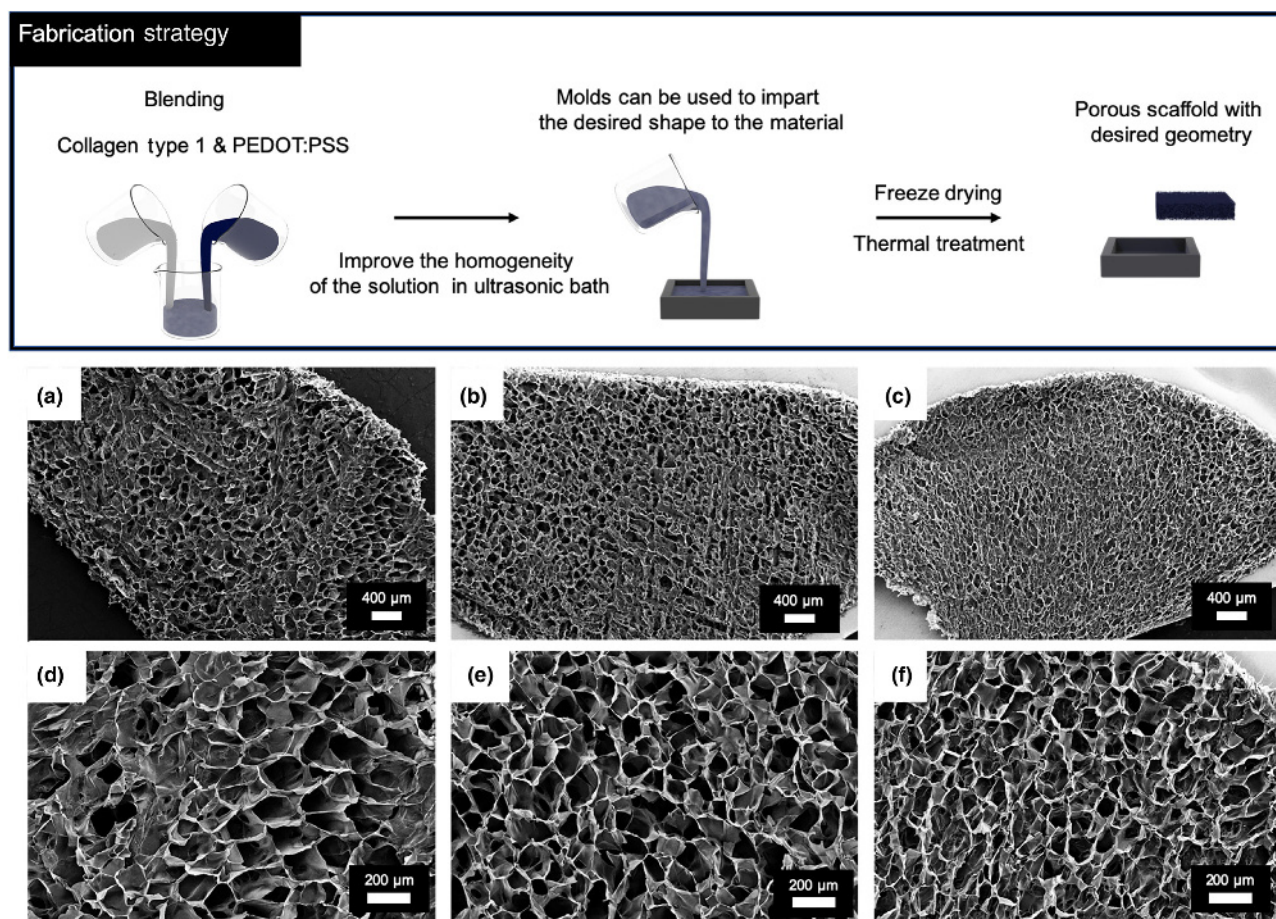 Fabrication strategy
Blending
Collagen type 1 & PEDOT:PSS
Improve the homogeneity
of the solution in ultrasonic bath
Molds can be used to impart
the desired shape to the material
Freeze drying
Thermal treatment
Porous scaffold with
desired geometry
(a)
400 µm
(b)
400 µm
(c)
400 µm
(d)
200 µm
(e)
200 µm
(f)
200 µm